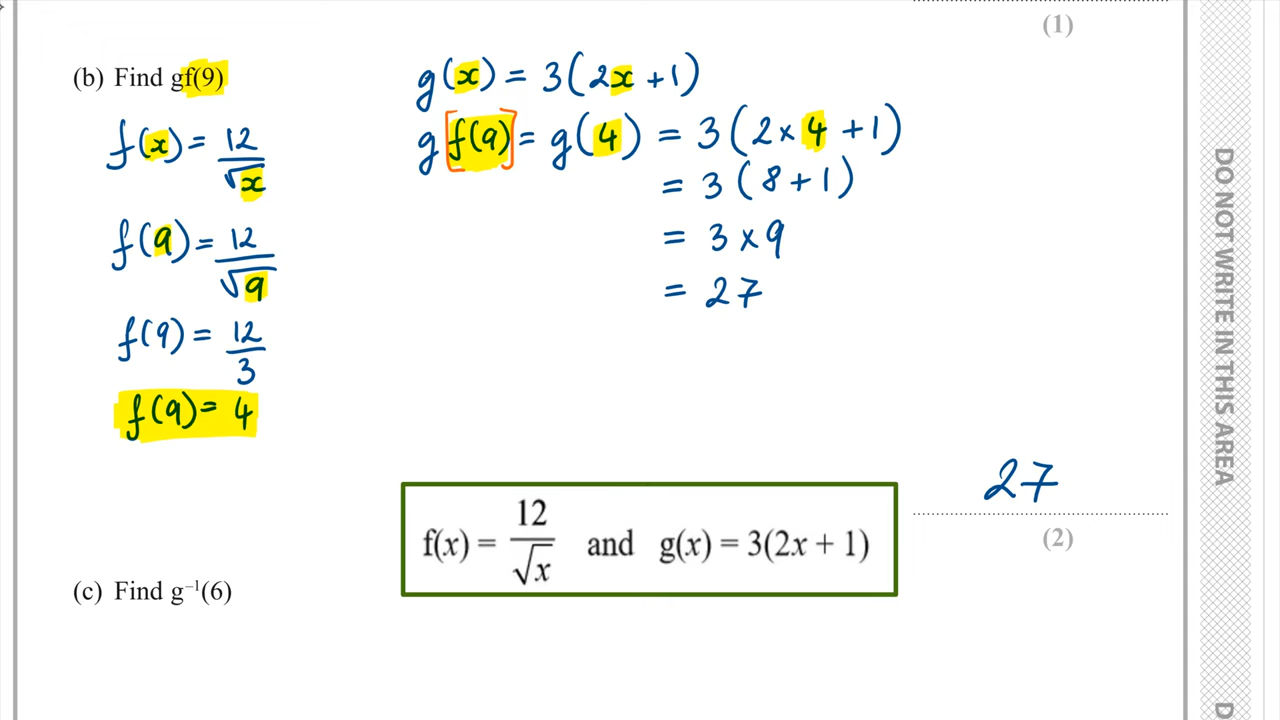 (1)
(b) Find gf(9)
f(x) = 12/√x
f(9) = 12/√9
f(9) = 12/3
f(9) = 4
g(x) = 3(2x + 1)
g[f(9)] = g(4) = 3(2 × 4 + 1)
= 3(8 + 1)
= 3 × 9
= 27
27
(2)
f(x) = 12/√x and g(x) = 3(2x + 1)
(c) Find g⁻¹(6)
DO NOT WRITE IN THIS AREA
D